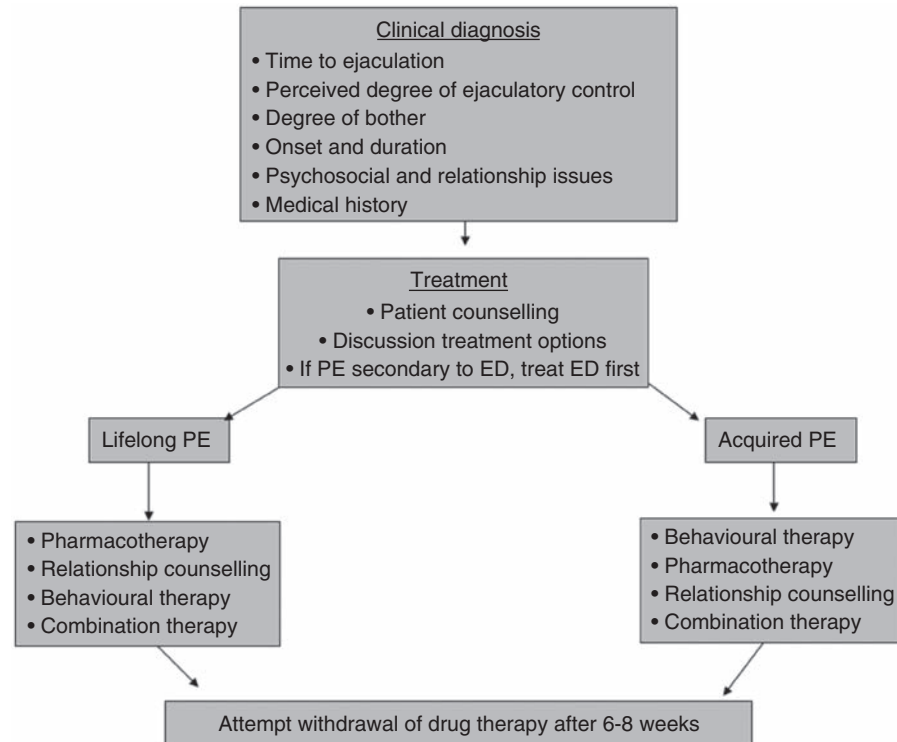 Clinical diagnosis
• Time to ejaculation
• Perceived degree of ejaculatory control
• Degree of bother
• Onset and duration
• Psychosocial and relationship issues
• Medical history
Treatment
• Patient counselling
• Discussion treatment options
• If PE secondary to ED, treat ED first
Lifelong PE
Acquired PE
• Pharmacotherapy
• Relationship counselling
• Behavioural therapy
• Combination therapy
• Behavioural therapy
• Pharmacotherapy
• Relationship counselling
• Combination therapy
Attempt withdrawal of drug therapy after 6-8 weeks